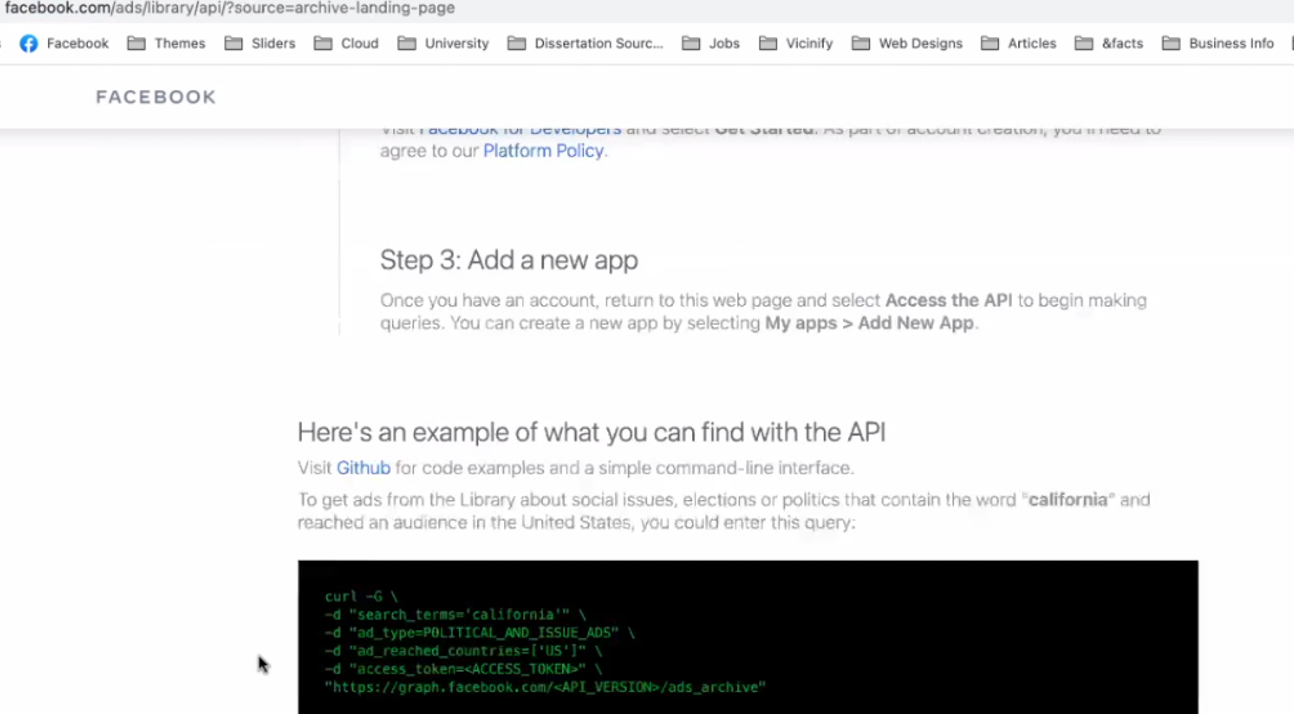 facebook.com/ads/library/api/?source=archive-landing-page
Facebook Themes Sliders Cloud University Dissertation Sourc... Jobs Vicinify Web Designs Articles &facts Business Info
FACEBOOK
Visit Facebook for Developers and select Get Started. As part of account creation, you'll need to
agree to our Platform Policy.
Step 3: Add a new app
Once you have an account, return to this web page and select Access the API to begin making
queries. You can create a new app by selecting My apps > Add New App.
Here's an example of what you can find with the API
Visit Github for code examples and a simple command-line interface.
To get ads from the Library about social issues, elections or politics that contain the word "california" and
reached an audience in the United States, you could enter this query:
curl -G \
-d "search_terms='california'" \
-d "ad_type=POLITICAL_AND_ISSUE_ADS" \
-d "ad_reached_countries=['US']" \
-d "access_token=<ACCESS_TOKEN>" \
"https://graph.facebook.com/<API_VERSION>/ads_archive"